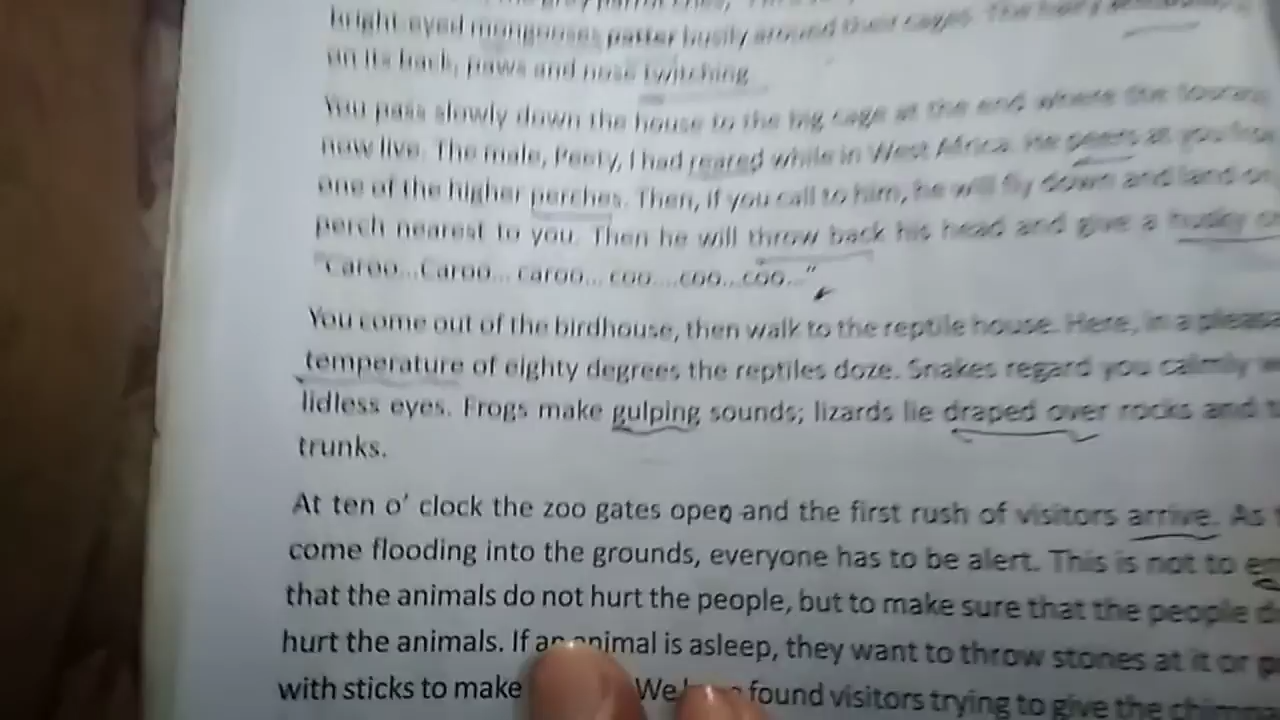 bright eyed mongooses patter busily around their cages. The hairy
on its back, paws and nose twitching
You pass slowly down the house to the big cage at the end where the
now live. The male, Peety, I had reared while in West Africa. He peers at you
one of the higher perches. Then, if you call to him, he will fly down and land on
perch nearest to you. Then he will throw back his head and give a husky
"Caroo...Caroo... caroo... coo....coo...coo..."
You come out of the birdhouse, then walk to the reptile house. Here, in a
temperature of eighty degrees the reptiles doze. Snakes regard you calmly
lidless eyes. Frogs make gulping sounds; lizards lie draped over rocks and
trunks.
At ten o' clock the zoo gates open and the first rush of visitors arrive. As
come flooding into the grounds, everyone has to be alert. This is not to
that the animals do not hurt the people, but to make sure that the people
hurt the animals. If an animal is asleep, they want to throw stones at it or
with sticks to make We found visitors trying to give the